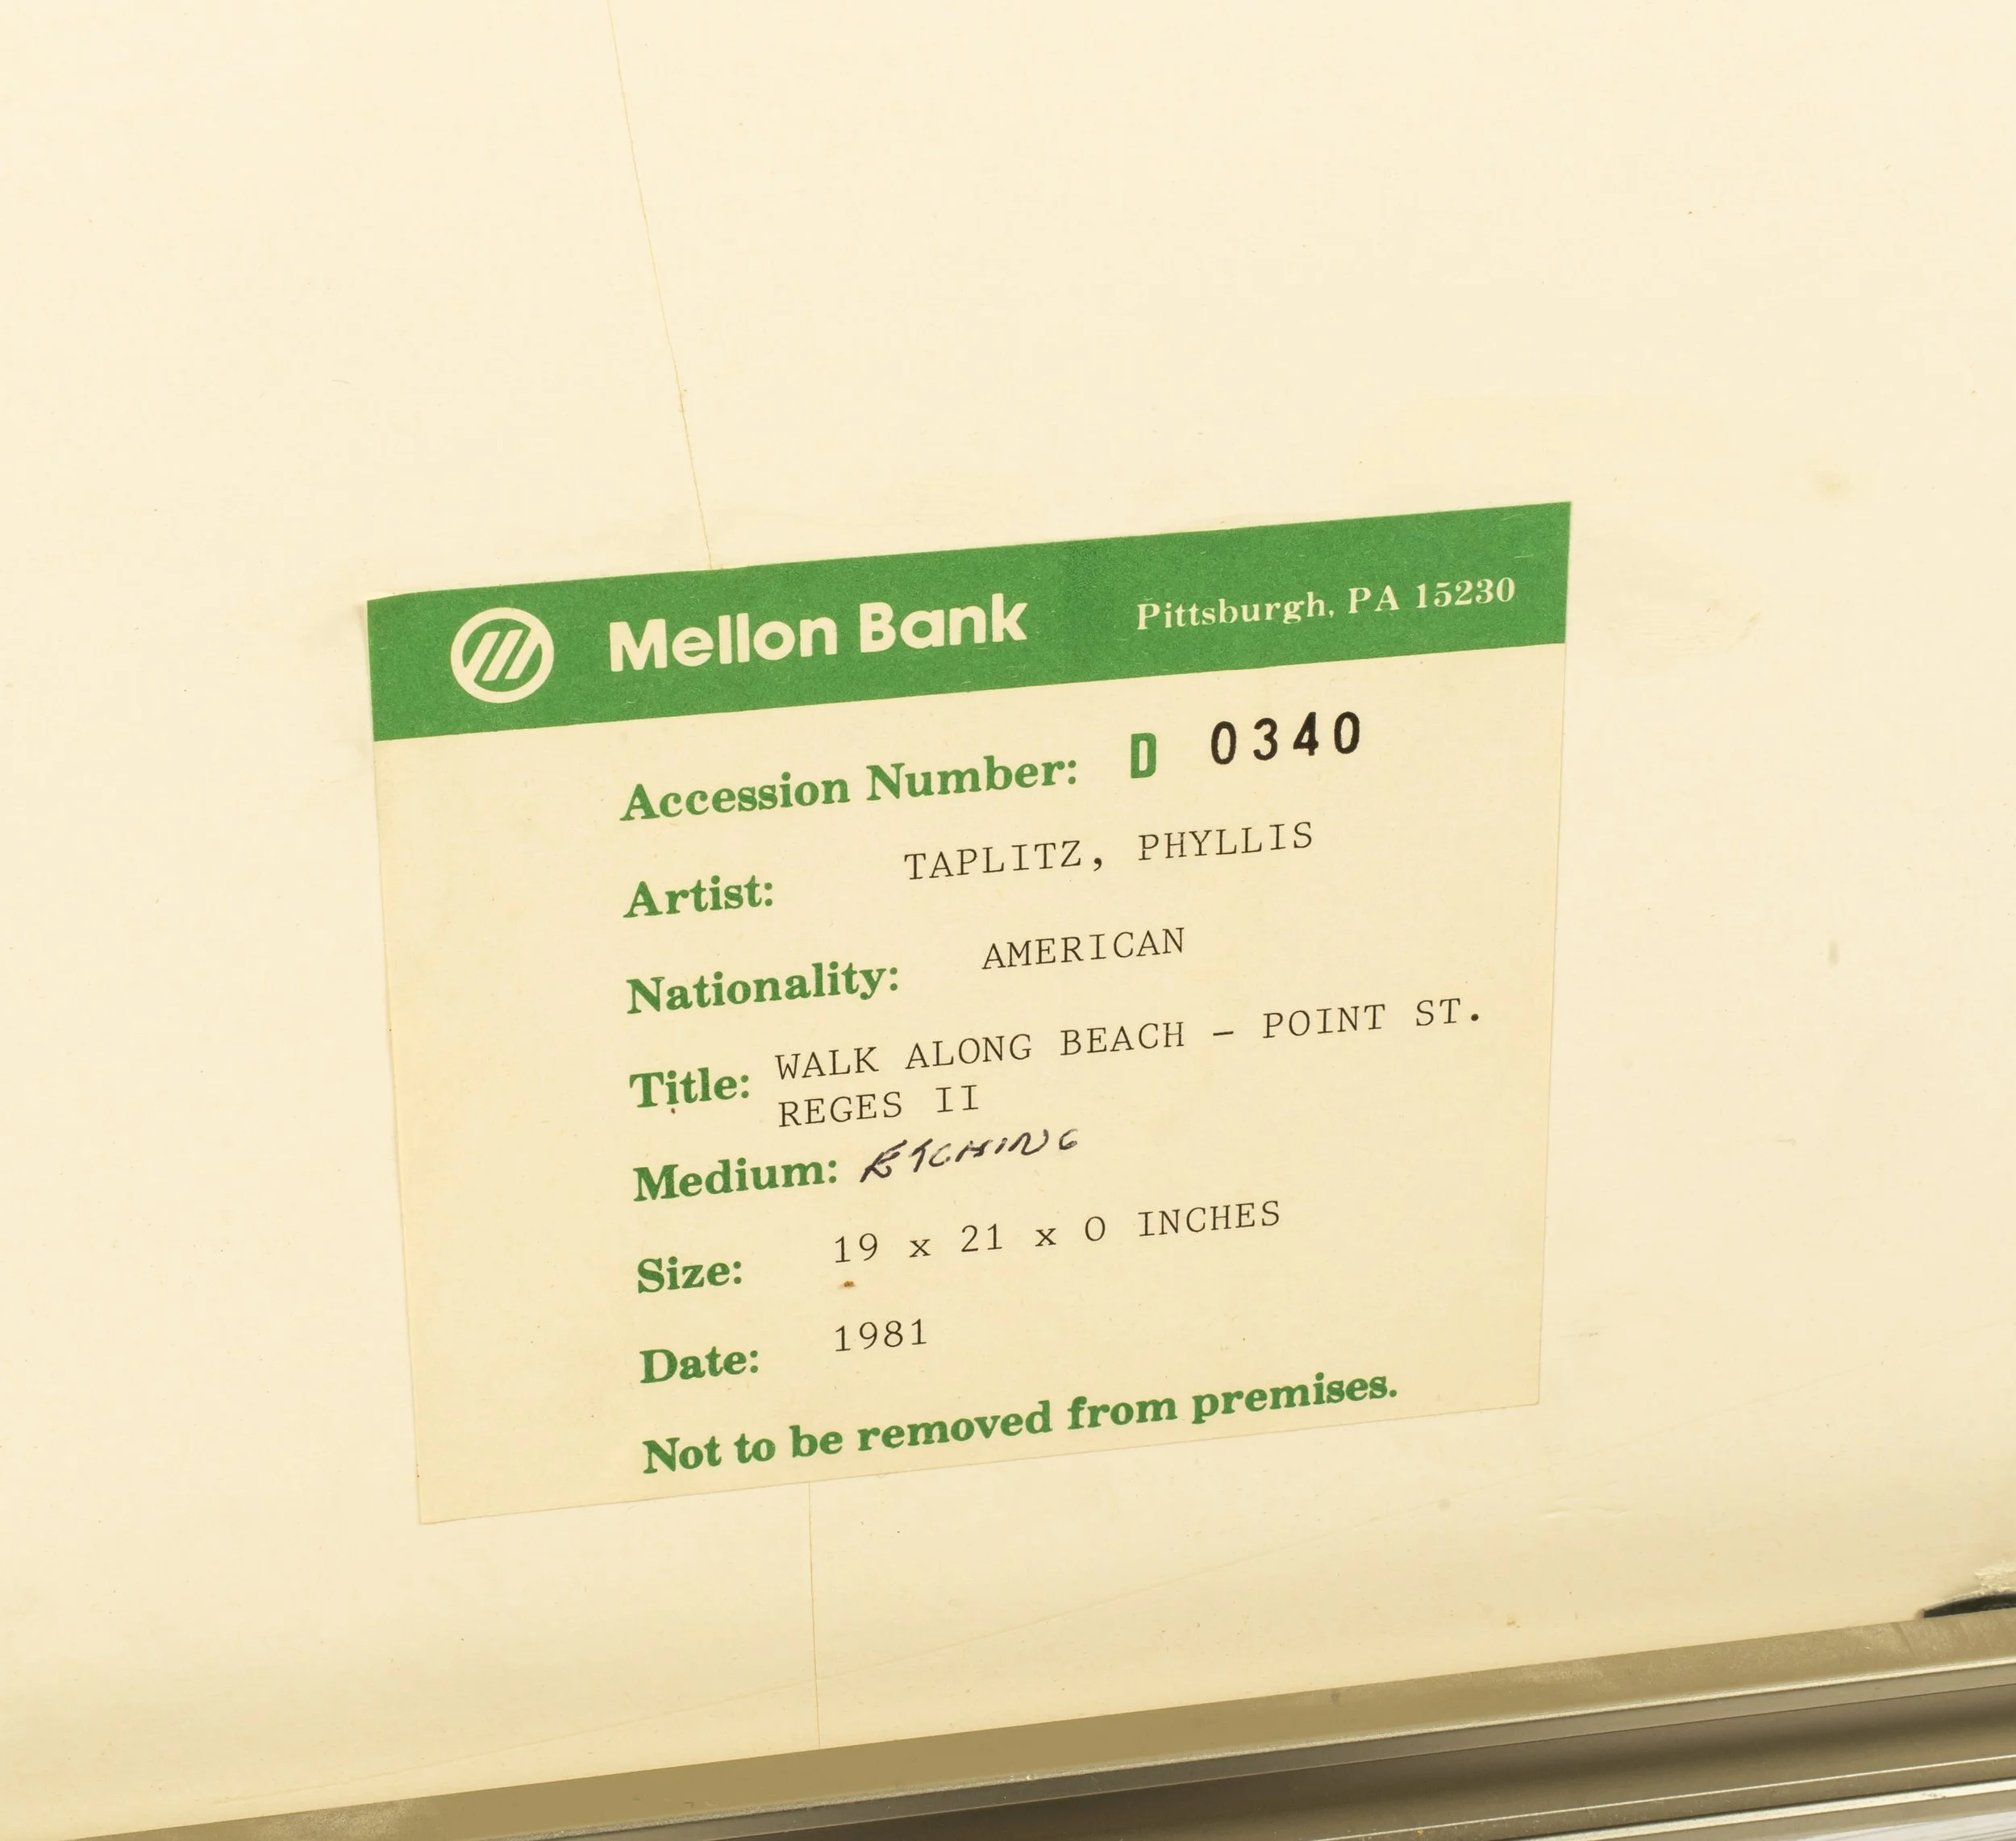 Mellon Bank Pittsburgh, PA 15230
Accession Number: D 0340
Artist: TAPLITZ, PHYLLIS
Nationality: AMERICAN
Title: WALK ALONG BEACH - POINT ST.
REGES II
Medium: ETCHING
Size: 19 x 21 x 0 INCHES
Date: 1981
Not to be removed from premises.